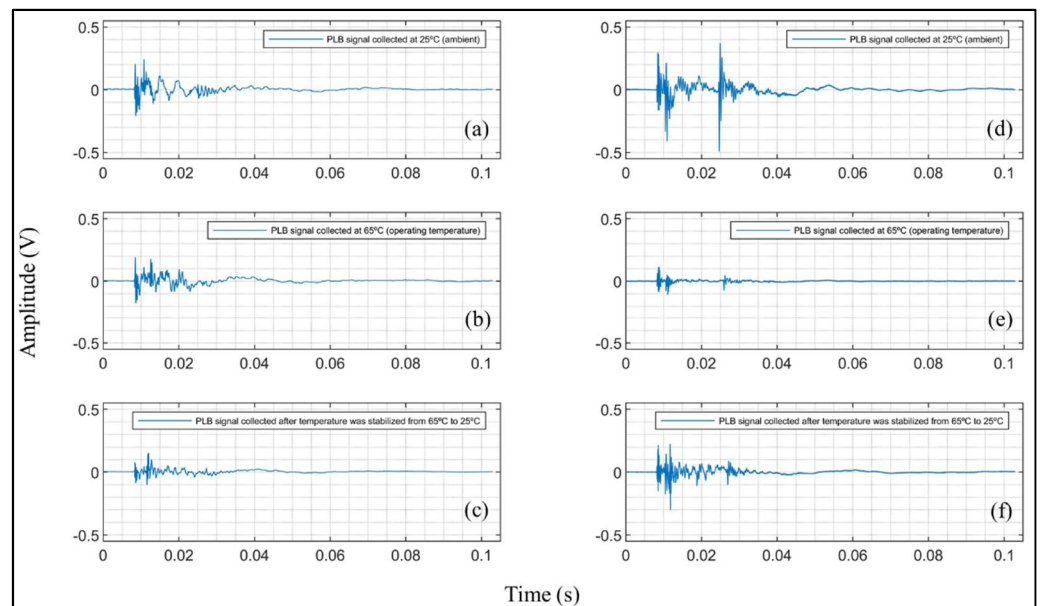 Amplitude (V)
0.5
0
-0.5
PLB signal collected at 25ºC (ambient)
(a)
0 0.02 0.04 0.06 0.08 0.1
0.5
0
-0.5
PLB signal collected at 65ºC (operating temperature)
(b)
0 0.02 0.04 0.06 0.08 0.1
0.5
0
-0.5
PLB signal collected after temperature was stabilized from 65ºC to 25ºC
(c)
0 0.02 0.04 0.06 0.08 0.1
0.5
0
-0.5
PLB signal collected at 25ºC (ambient)
(d)
0 0.02 0.04 0.06 0.08 0.1
0.5
0
-0.5
PLB signal collected at 65ºC (operating temperature)
(e)
0 0.02 0.04 0.06 0.08 0.1
0.5
0
-0.5
PLB signal collected after temperature was stabilized from 65ºC to 25ºC
(f)
0 0.02 0.04 0.06 0.08 0.1
Time (s)